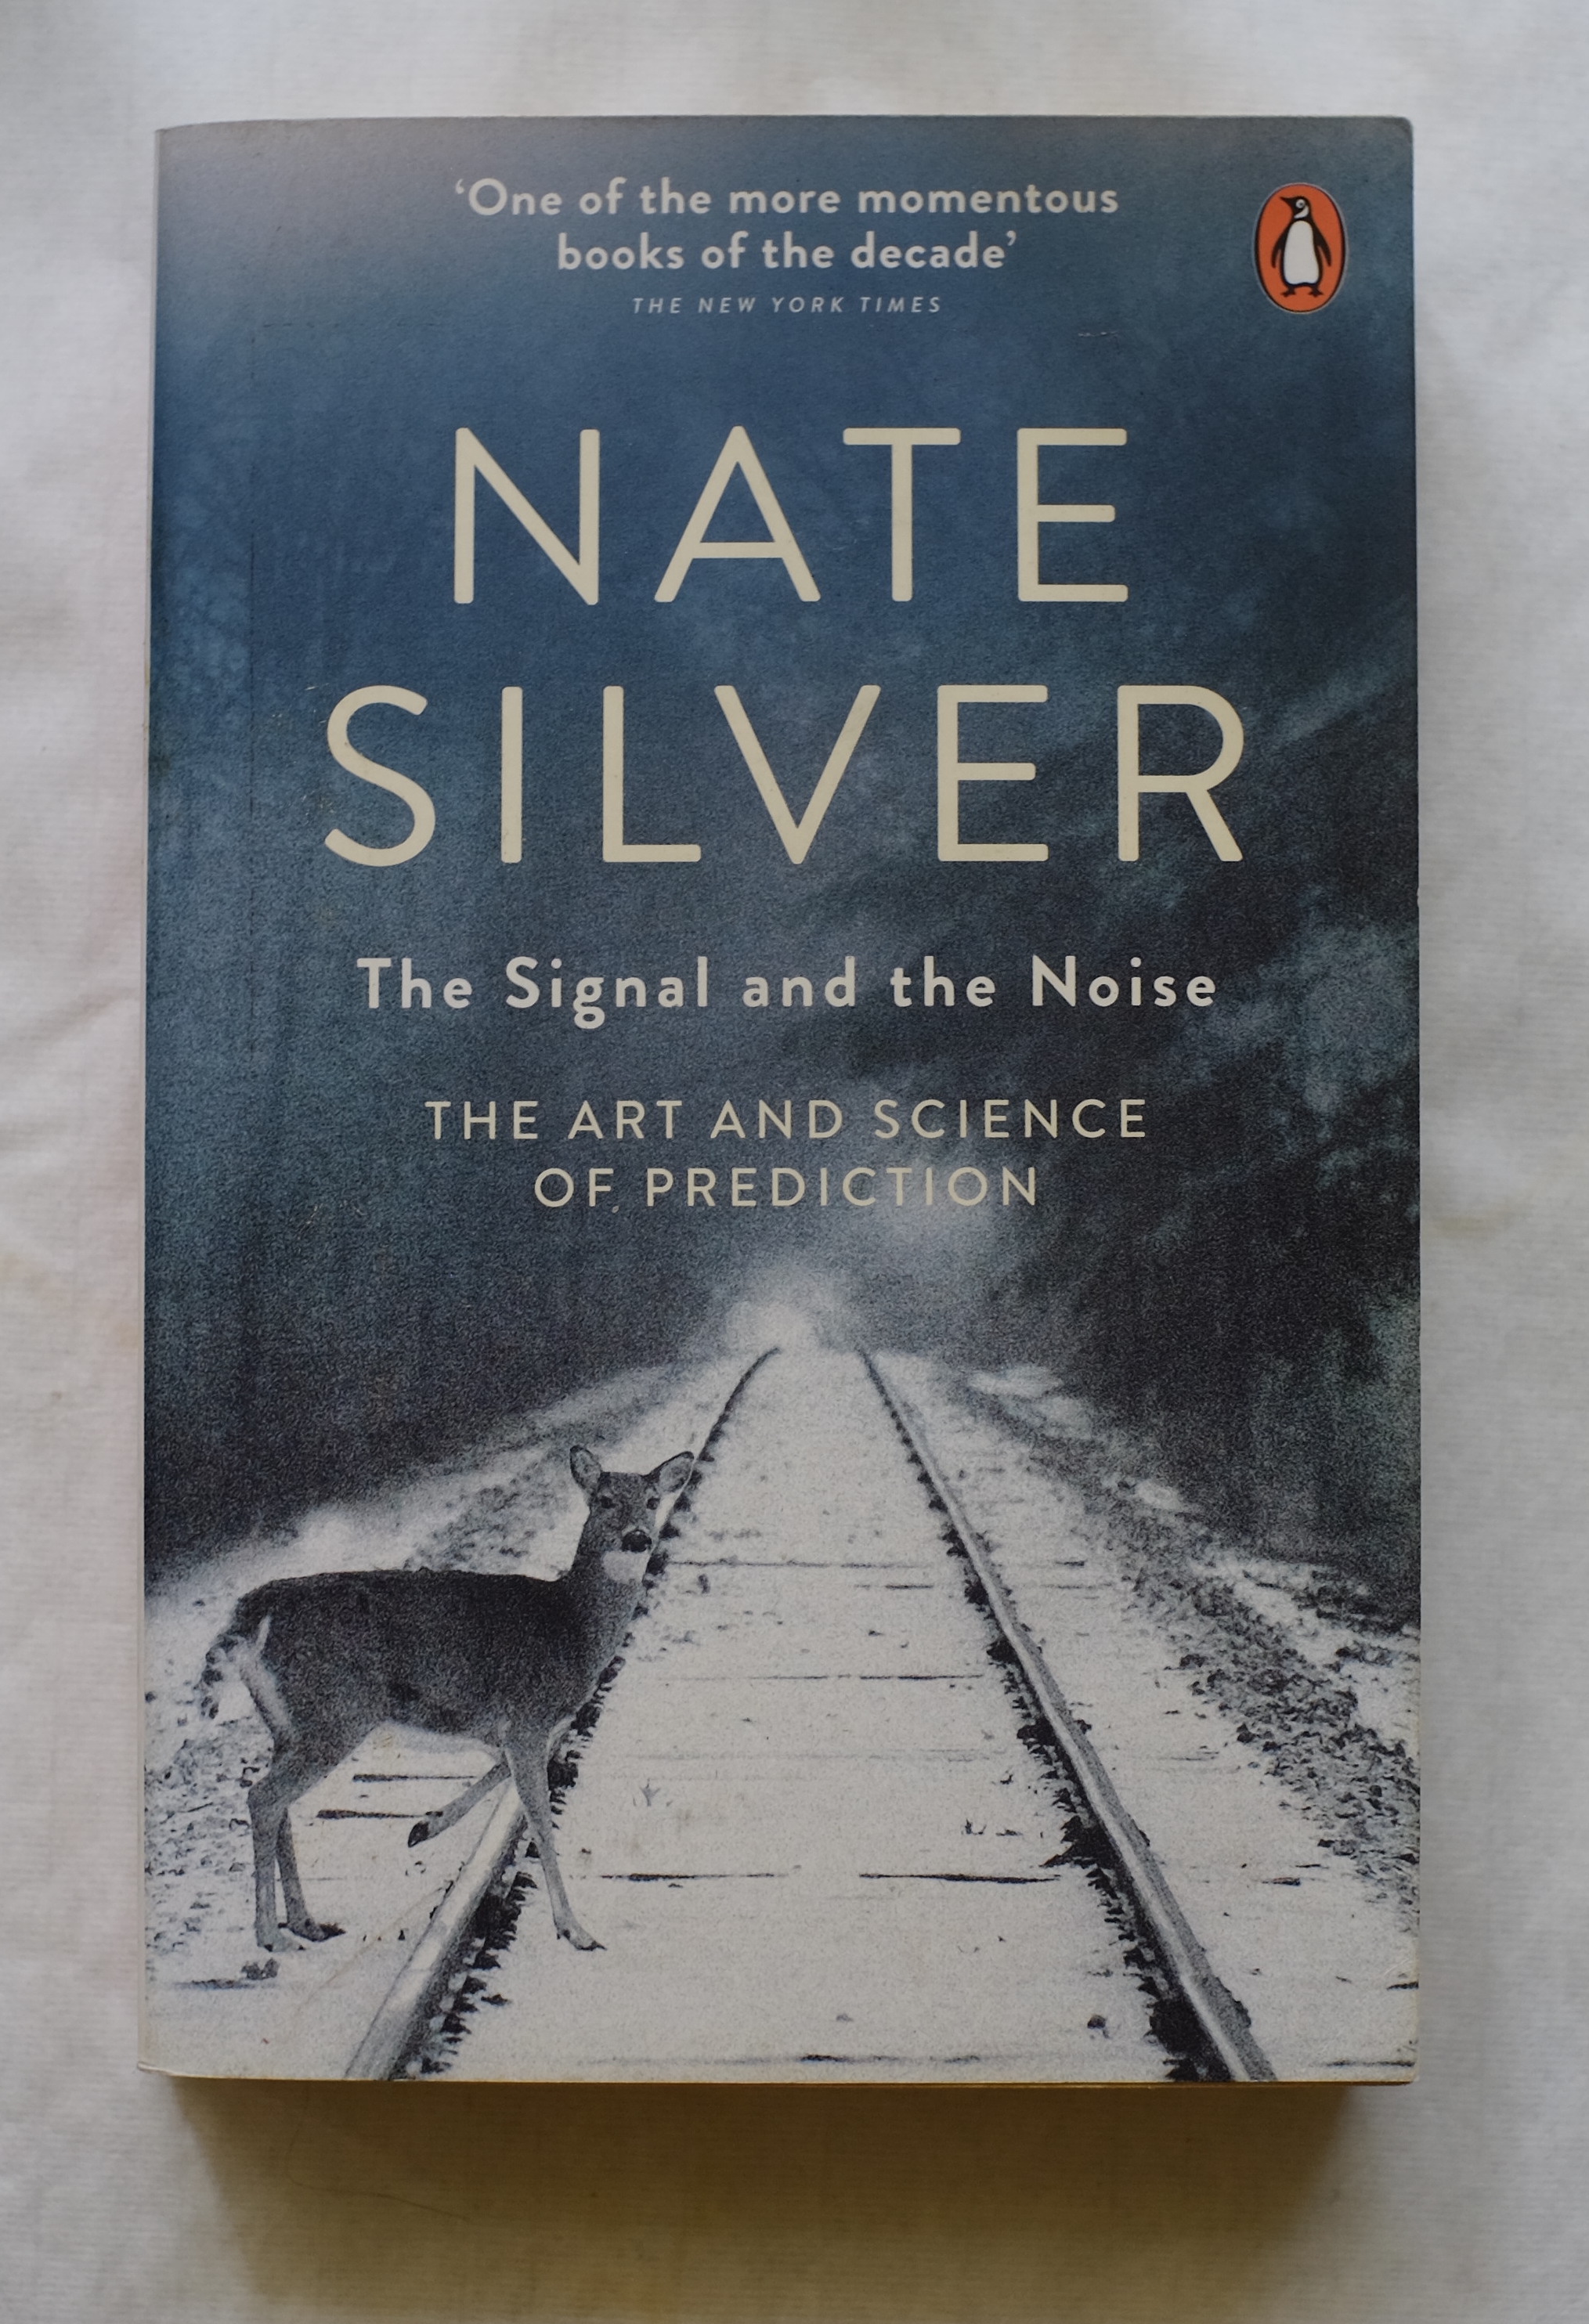 ‘One of the more momentous
books of the decade’
THE NEW YORK TIMES
NATE
SILVER
The Signal and the Noise
THE ART AND SCIENCE
OF PREDICTION